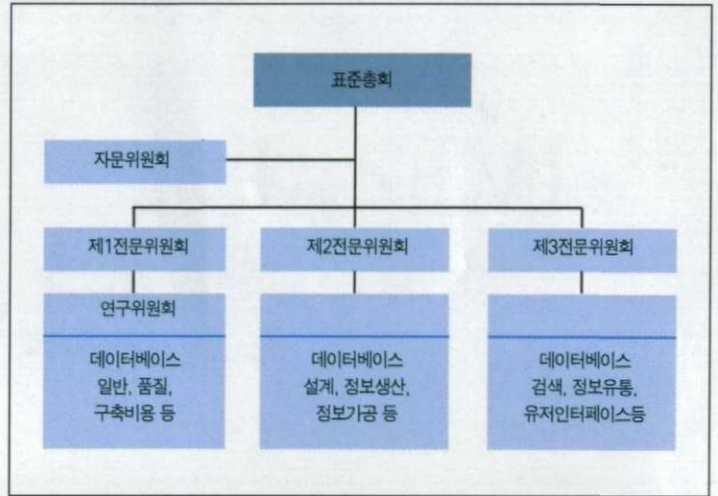 표준총회
자문위원회
제1전문위원회
제2전문위원회
제3전문위원회
연구위원회
데이터베이스
일반, 품질,
구축비용 등
데이터베이스
설계, 정보생산,
정보가공 등
데이터베이스
검색, 정보유통,
유저인터페이스등